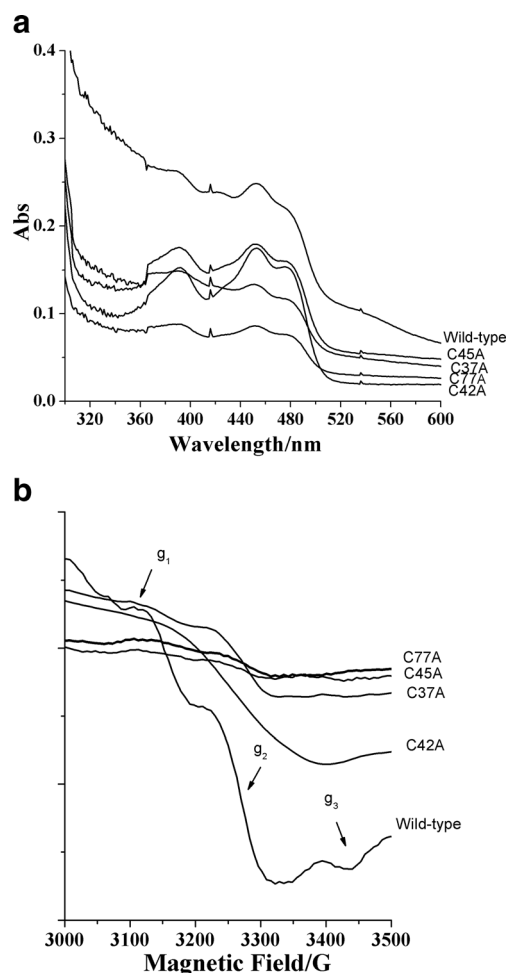 a
0.4
0.3
0.2
0.1
0.0
Abs
Wild-type
C45A
C37A
C77A
C42A
320 360 400 440 480 520 560 600
Wavelength/nm
b
g1
g2
g3
C77A
C45A
C37A
C42A
Wild-type
3000 3100 3200 3300 3400 3500
Magnetic Field/G